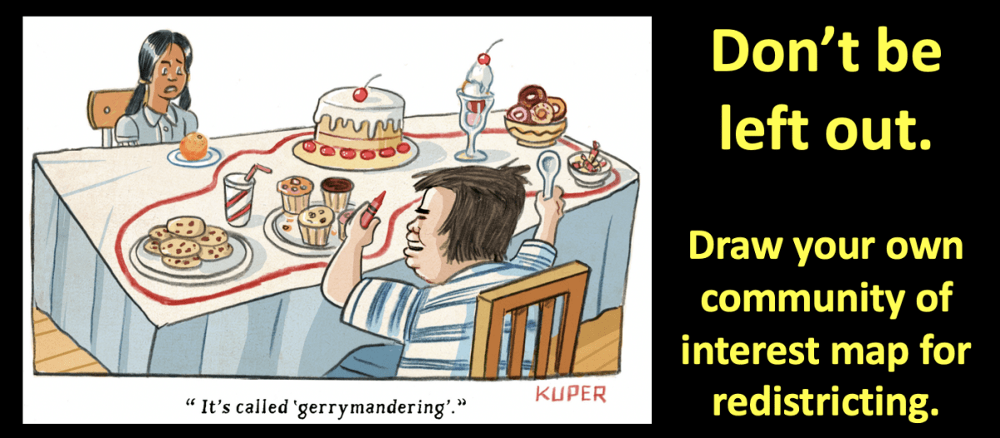 Don’t be
left out.
Draw your own
community of
interest map for
redistricting.
“ It's called ‘gerrymandering’.”
KUPER